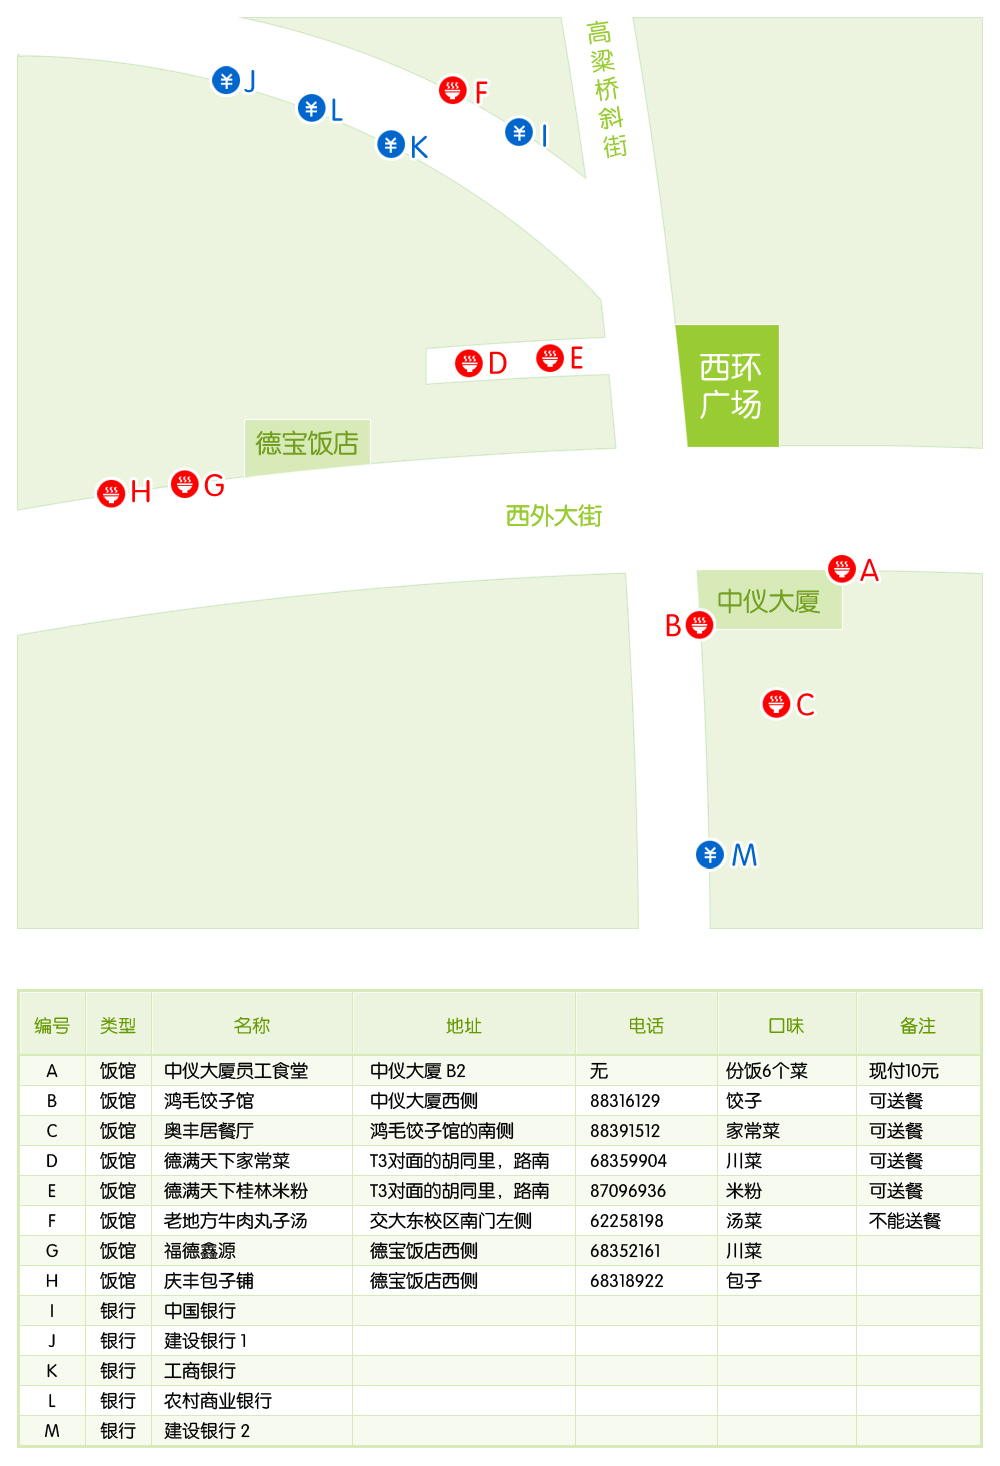 高粱桥斜街
J
L
K
F
I
西环
广场
D
E
德宝饭店
H
G
西外大街
A
中仪大厦
B
C
M
编号 类型 名称 地址 电话 口味 备注
A 饭馆 中仪大厦员工食堂 中仪大厦 B2 无 份饭6个菜 现付10元
B 饭馆 鸿毛饺子馆 中仪大厦西侧 88316129 饺子 可送餐
C 饭馆 奥丰居餐厅 鸿毛饺子馆的南侧 88391512 家常菜 可送餐
D 饭馆 德满天下家常菜 T3对面的胡同里，路南 68359904 川菜 可送餐
E 饭馆 德满天下桂林米粉 T3对面的胡同里，路南 87096936 米粉 可送餐
F 饭馆 老地方牛肉丸子汤 交大东校区南门左侧 62258198 汤菜 不能送餐
G 饭馆 福德鑫源 德宝饭店西侧 68352161 川菜
H 饭馆 庆丰包子铺 德宝饭店西侧 68318922 包子
I 银行 中国银行
J 银行 建设银行 1
K 银行 工商银行
L 银行 农村商业银行
M 银行 建设银行 2